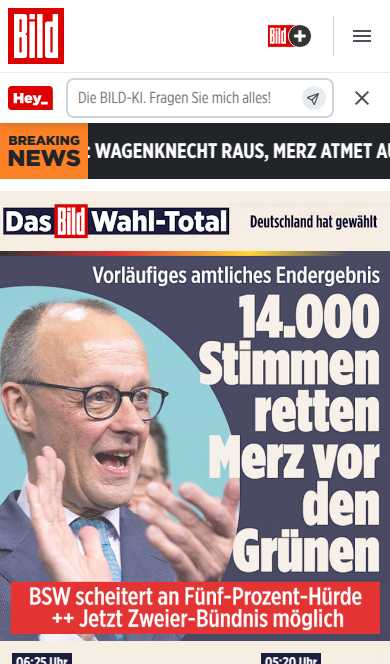 Bild
Bild +
Hey_
Die BILD-KI. Fragen Sie mich alles!
BREAKING
NEWS
: WAGENKNECHT RAUS, MERZ ATMET AU
Das Bild Wahl-Total
Deutschland hat gewählt
Vorläufiges amtliches Endergebnis
14.000
Stimmen
retten
Merz vor
den
Grünen
BSW scheitert an Fünf-Prozent-Hürde
++ Jetzt Zweier-Bündnis möglich
06:25 Uhr
05:20 Uhr